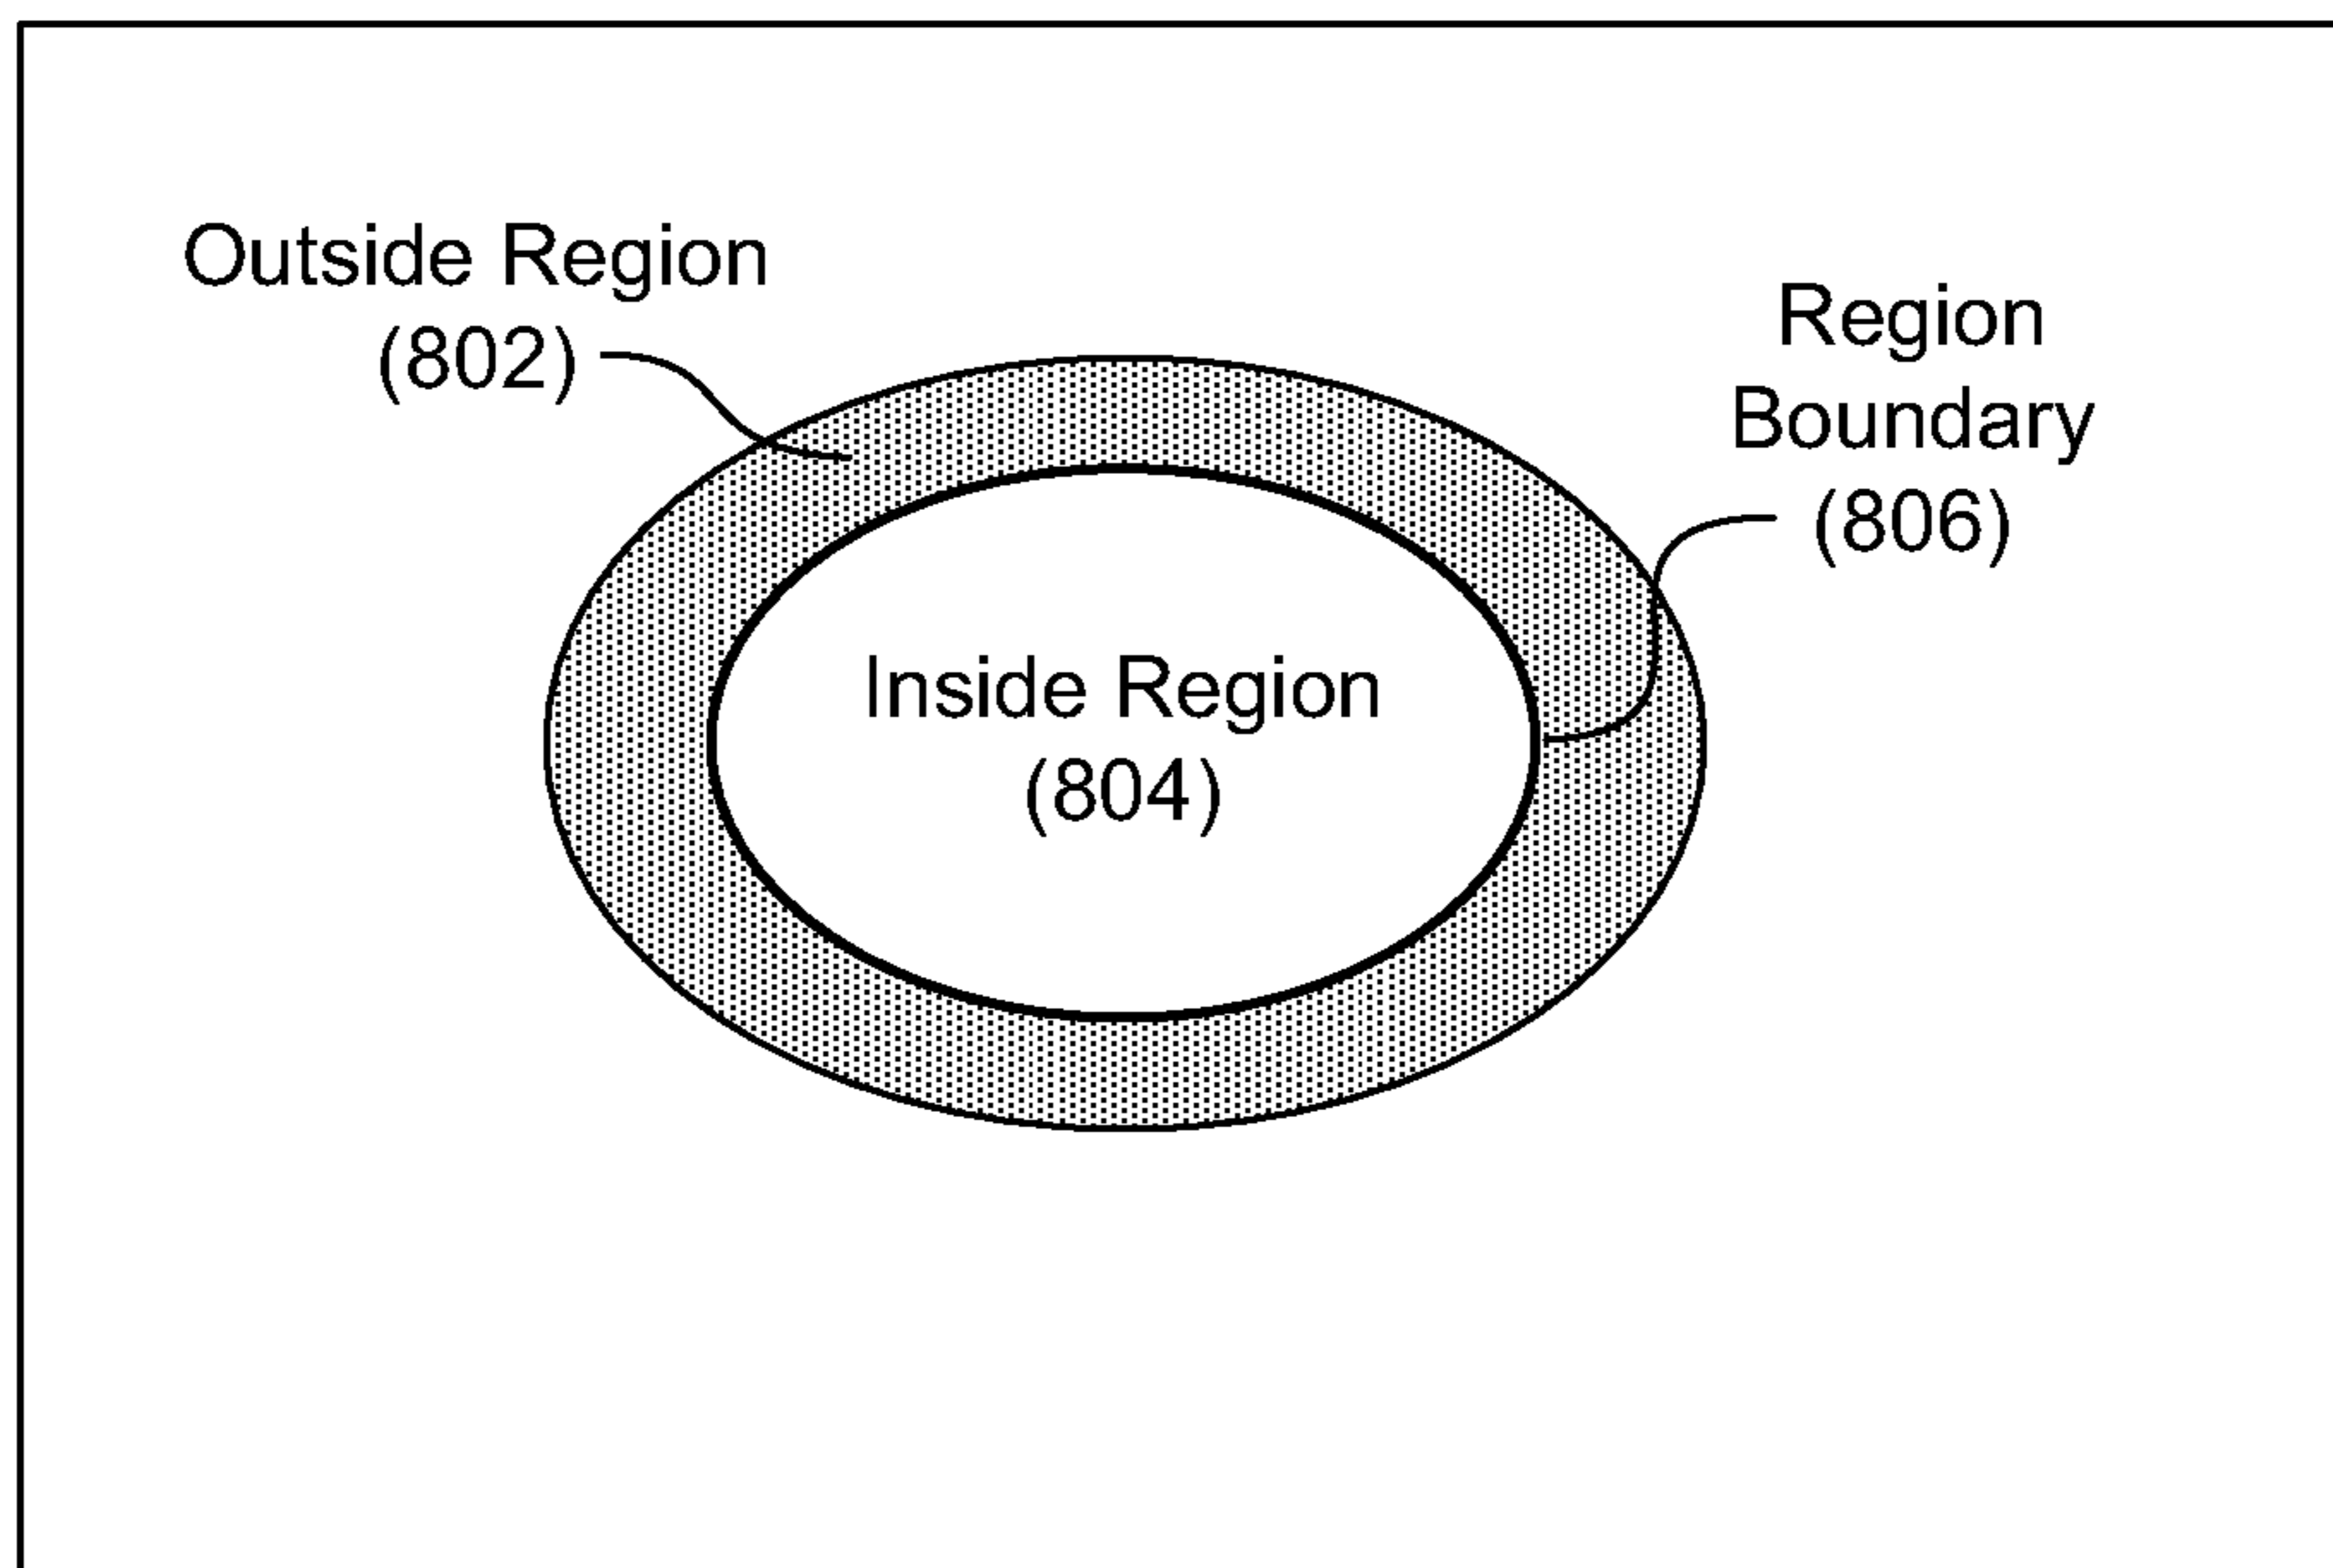 Outside Region
(802)
Region
Boundary
(806)
Inside Region
(804)